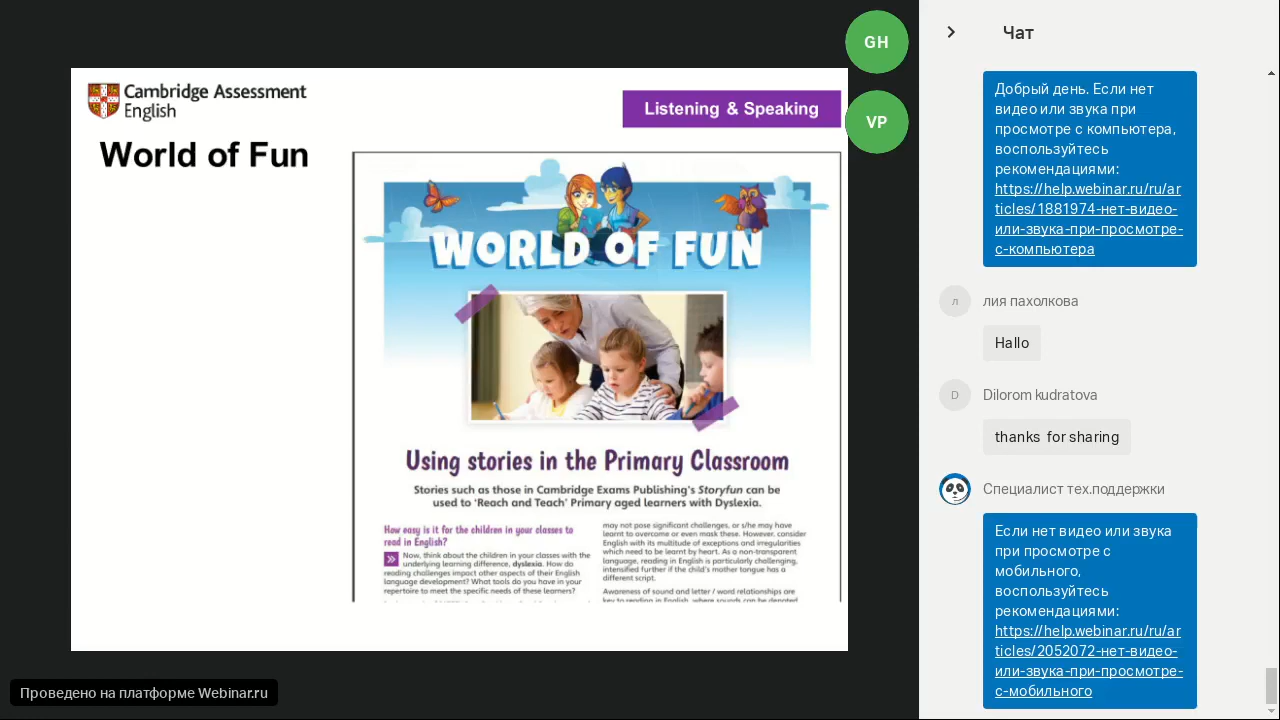 Cambridge Assessment
English
Listening & Speaking
World of Fun
WORLD OF FUN
Using stories in the Primary Classroom
Stories such as those in Cambridge Exams Publishing's Storyfun can be
used to 'Reach and Teach' Primary aged learners with Dyslexia.
How easy is it for the children in your classes to
read in English?
Now, think about the children in your classes with the
underlying learning difference, dyslexia. How do
reading challenges impact other aspects of their English
language development? What tools do you have in your
repertoire to meet the specific needs of these learners?
may not pose significant challenges, or s/he may have
learnt to overcome or even mask these. However, consider
English with its multitude of exceptions and irregularities
which need to be learnt by heart. As a non-transparent
language, reading in English is particularly challenging,
intensified further if the child's mother tongue has a
different script.
Awareness of sound and letter / word relationships are
key to reading in English, where sounds can be denoted
GH
VP
Проведено на платформе Webinar.ru
Чат
Добрый день. Если нет
видео или звука при
просмотре с компьютера,
воспользуйтесь
рекомендациями:
https://help.webinar.ru/ru/ar
ticles/1881974-нет-видео-
или-звука-при-просмотре-
с-компьютера
л
лия пахолкова
Hallo
D
Dilorom kudratova
thanks for sharing
Специалист тех.поддержки
Если нет видео или звука
при просмотре с
мобильного,
воспользуйтесь
рекомендациями:
https://help.webinar.ru/ru/ar
ticles/2052072-нет-видео-
или-звука-при-просмотре-
с-мобильного